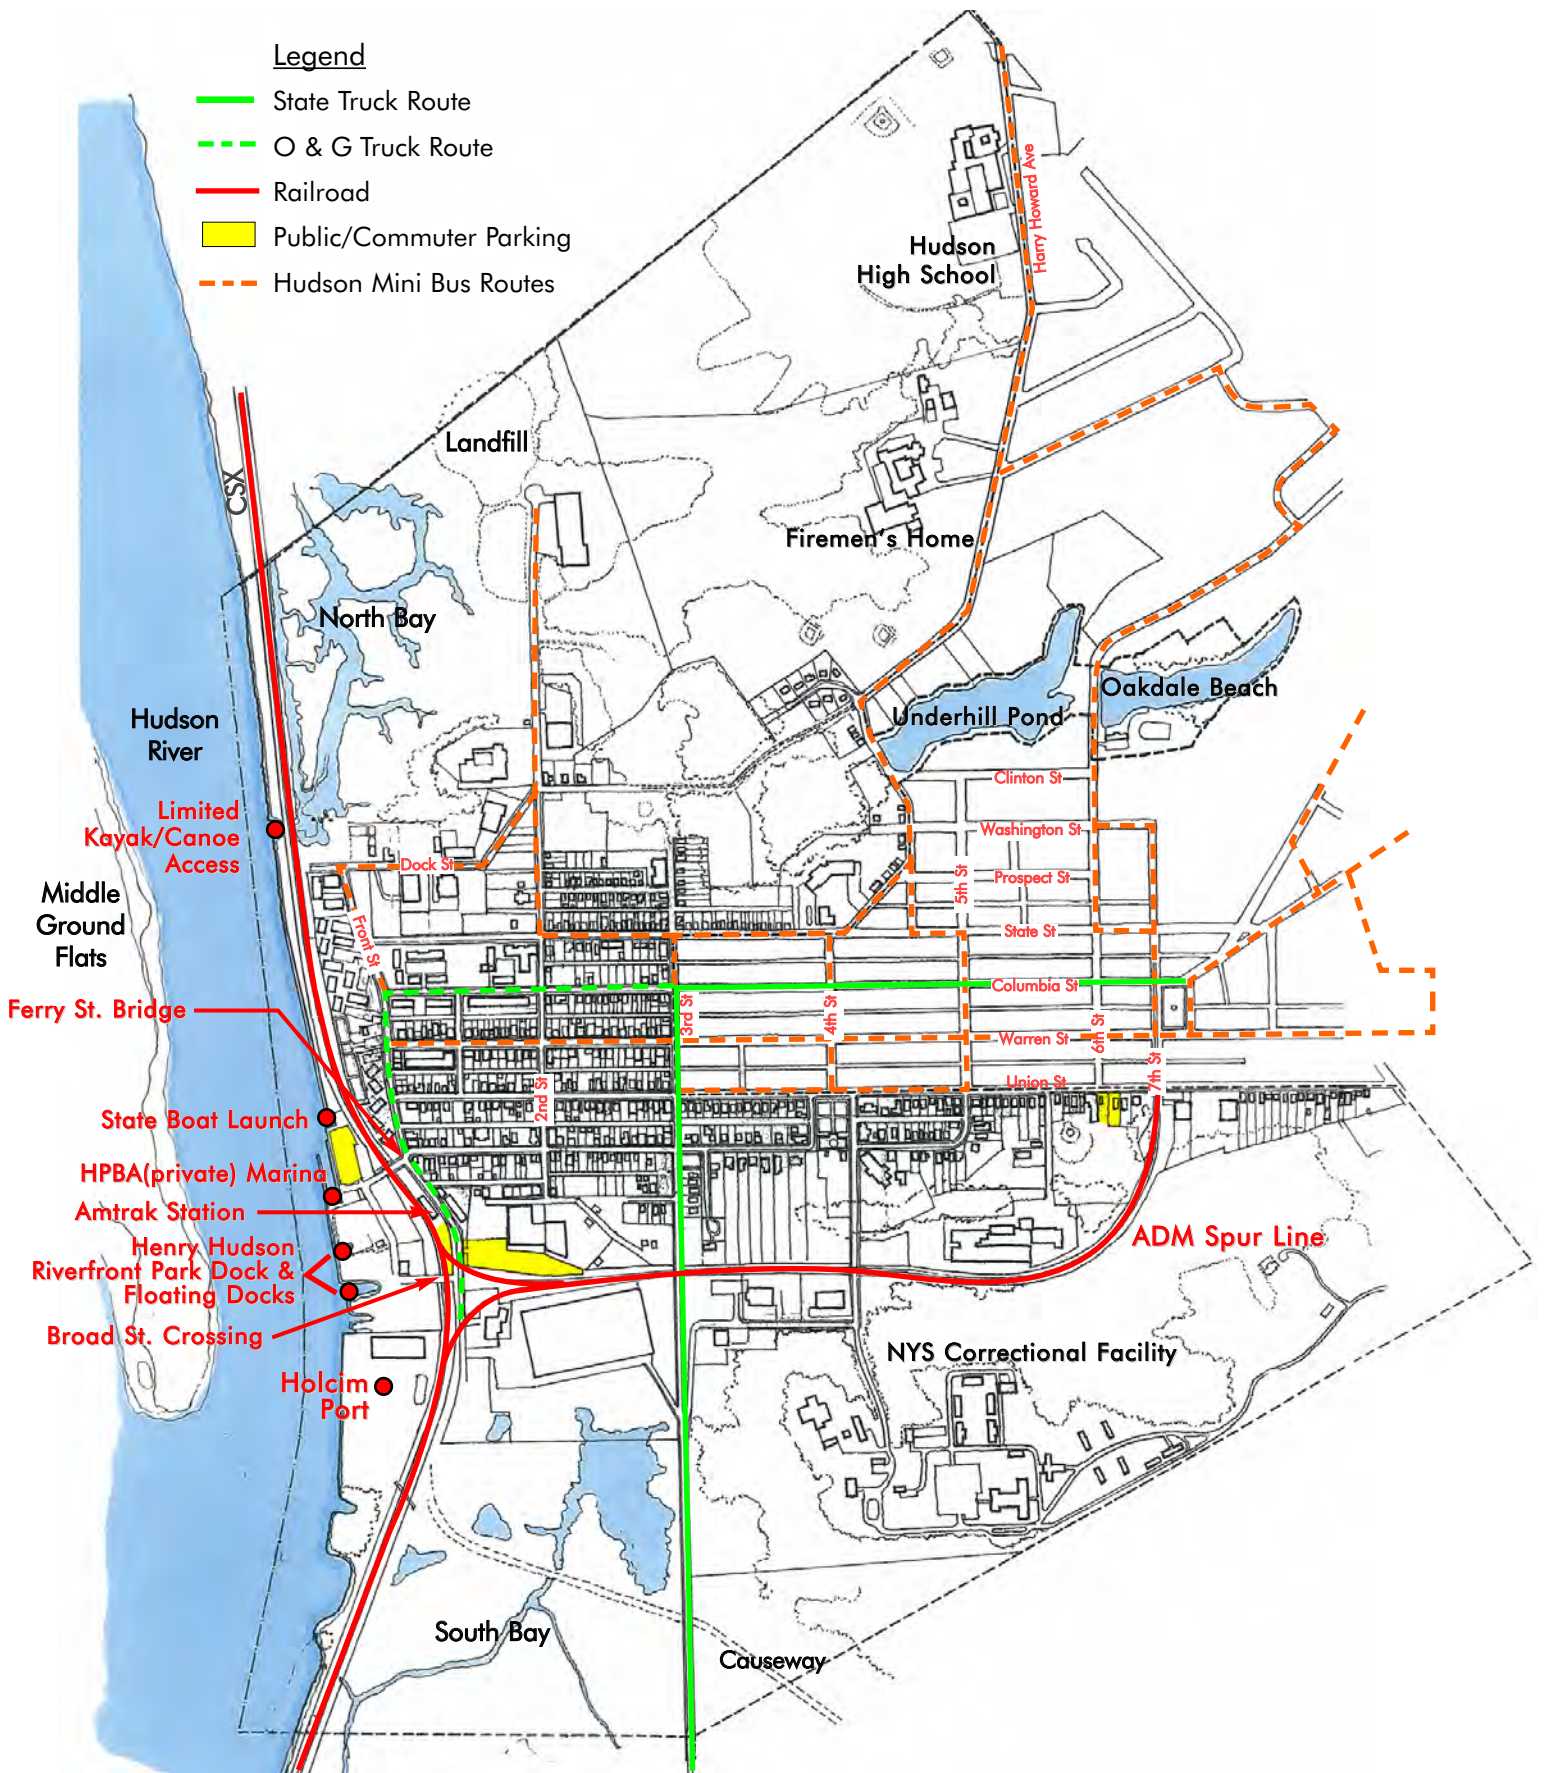 Legend
State Truck Route
O & G Truck Route
Railroad
Public/Commuter Parking
Hudson Mini Bus Routes
Harry Howard Ave
Hudson
High School
Landfill
CSX
Firemen's Home
North Bay
Oakdale Beach
Underhill Pond
Hudson
River
Clinton St
Limited
Kayak/Canoe
Access
Washington St
Dock St
Prospect St
5th St
Middle
Ground
Flats
Front St
State St
Columbia St
Ferry St. Bridge
3rd St
4th St
6th St
Warren St
7th St
Union St
2nd St
State Boat Launch
HPBA(private) Marina
Amtrak Station
Henry Hudson
Riverfront Park Dock &
Floating Docks
ADM Spur Line
Broad St. Crossing
NYS Correctional Facility
Holcim
Port
South Bay
Causeway